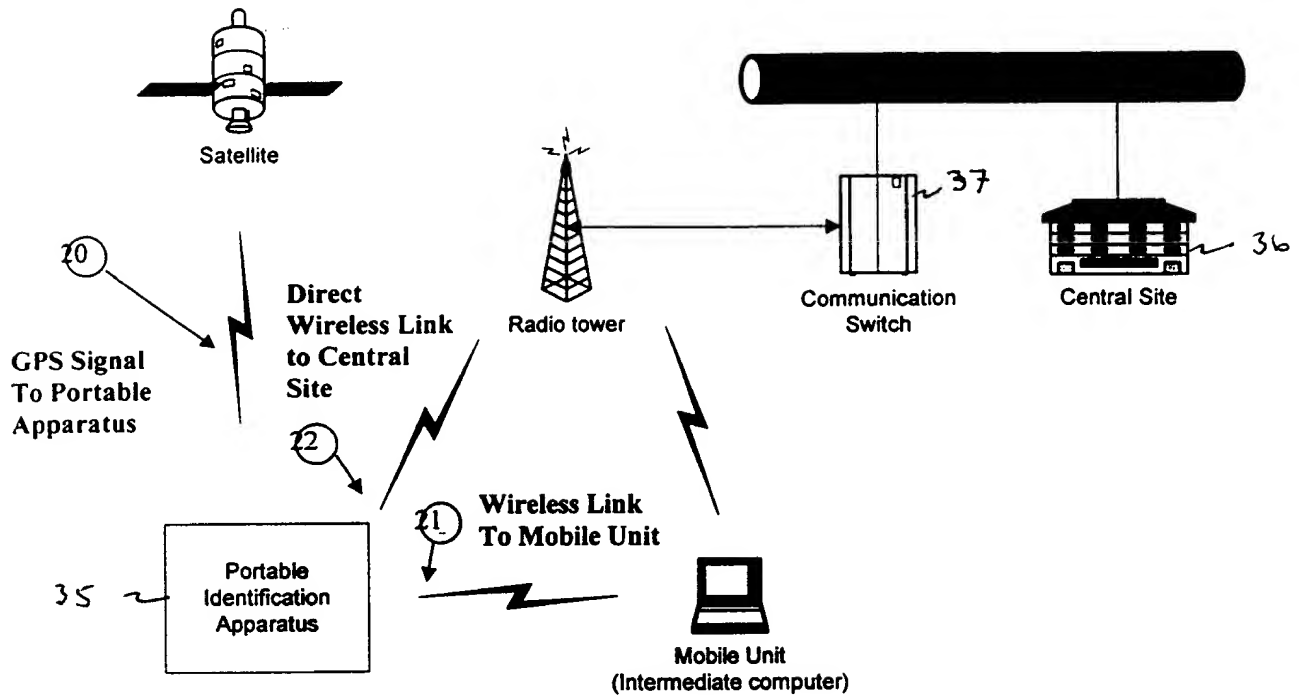 Satellite
37
36
Communication
Switch
Central Site
Radio tower
20
Direct
Wireless Link
to Central
Site
GPS Signal
To Portable
Apparatus
22
21
Wireless Link
To Mobile Unit
35
Portable
Identification
Apparatus
Mobile Unit
(Intermediate computer)